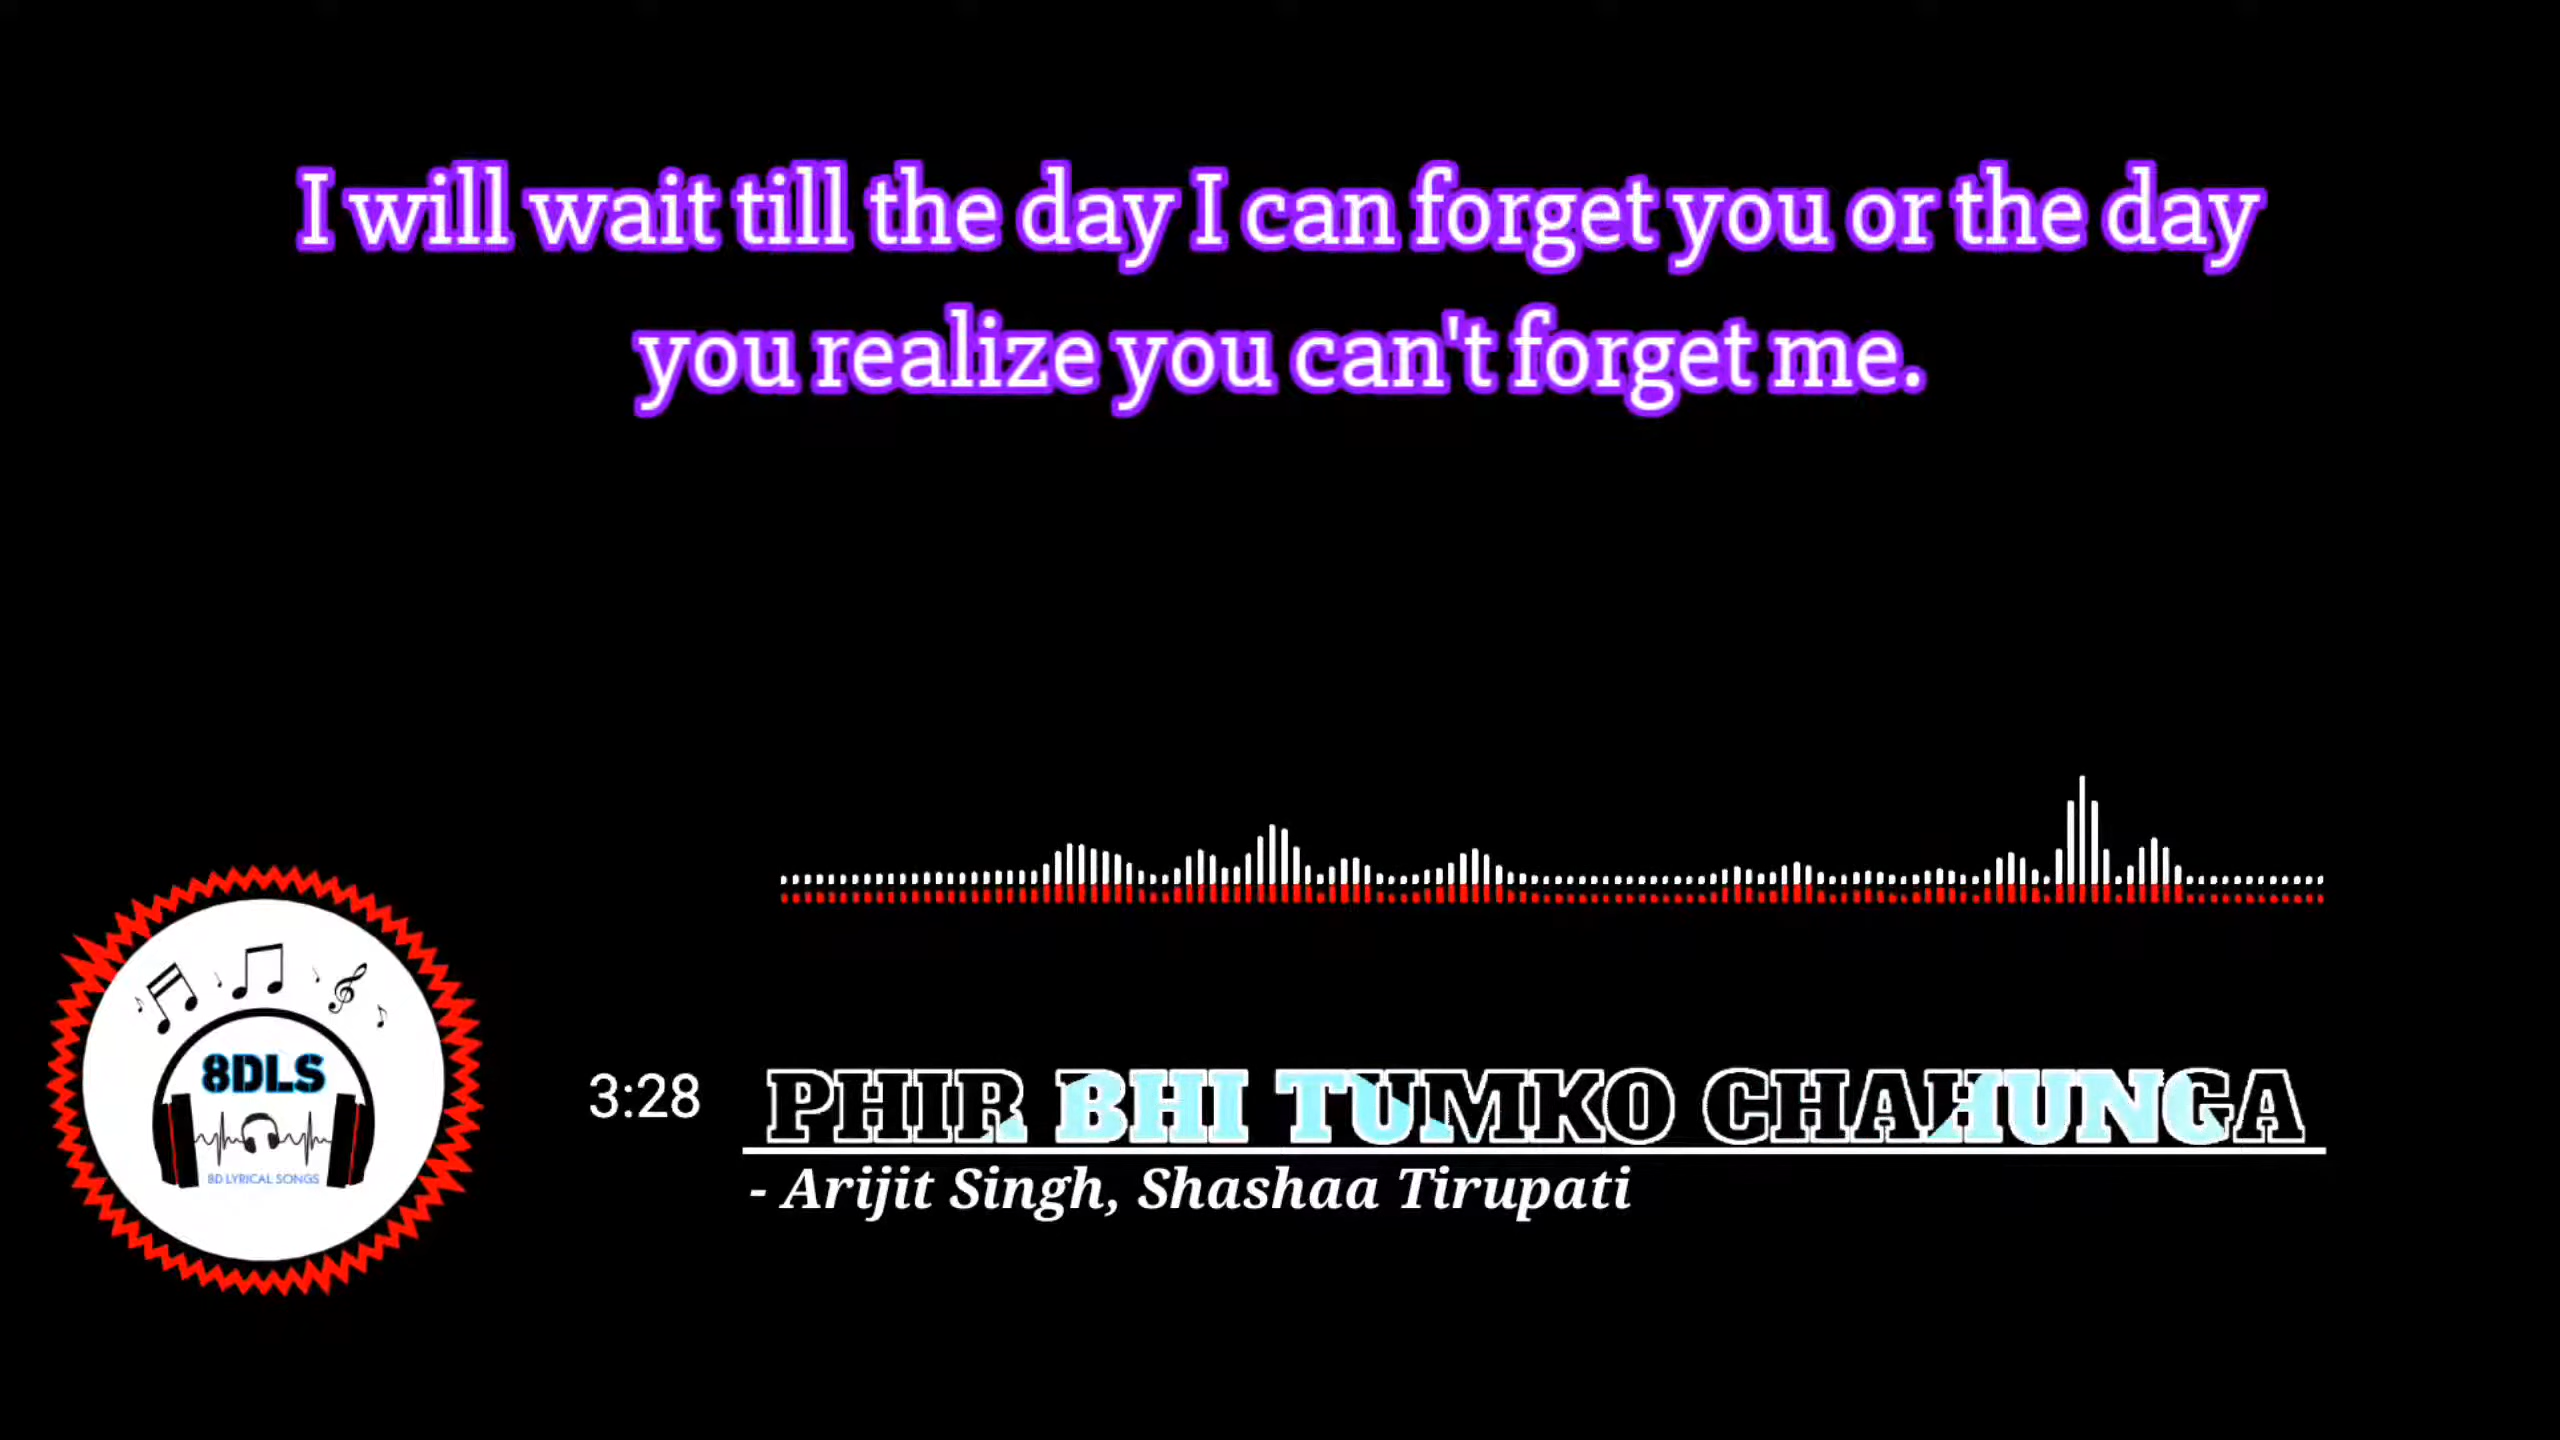 I will wait till the day I can forget you or the day
you realize you can't forget me.
8DLS
8D LYRICAL SONGS
3:28
PHIR BHI TUMKO CHAHUNGA
- Arijit Singh, Shashaa Tirupati